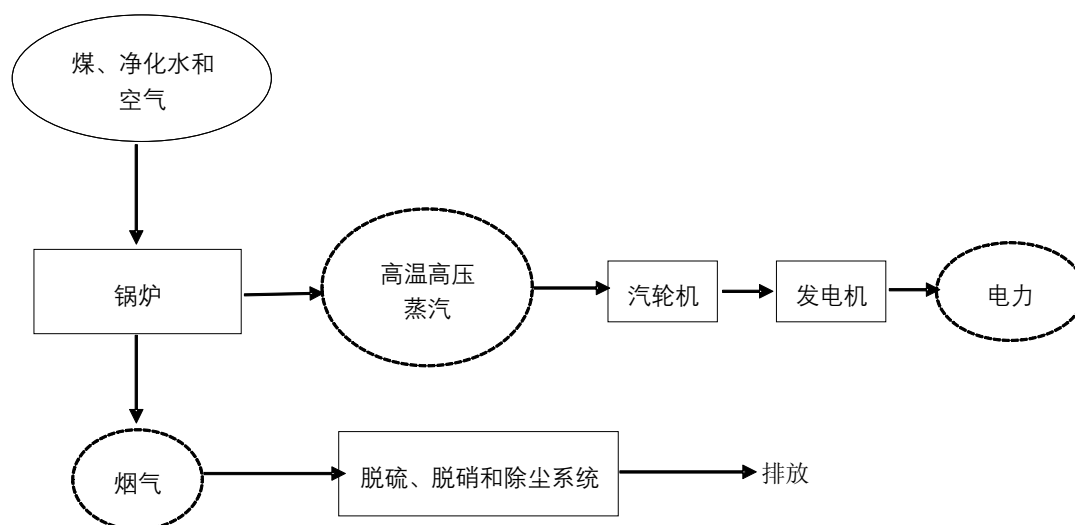 煤、净化水和
空气
锅炉
高温高压
蒸汽
汽轮机
发电机
电力
烟气
脱硫、脱硝和除尘系统
排放